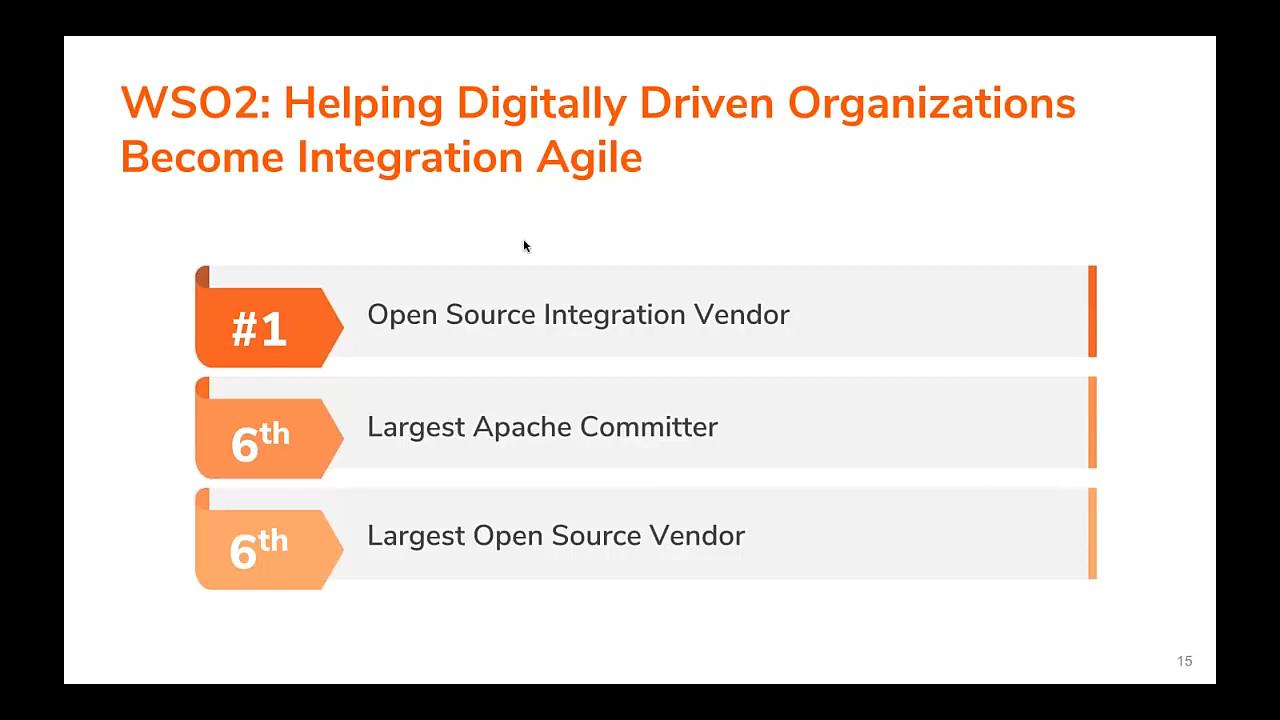 WSO2: Helping Digitally Driven Organizations
Become Integration Agile
#1
Open Source Integration Vendor
6th
Largest Apache Committer
6th
Largest Open Source Vendor
15